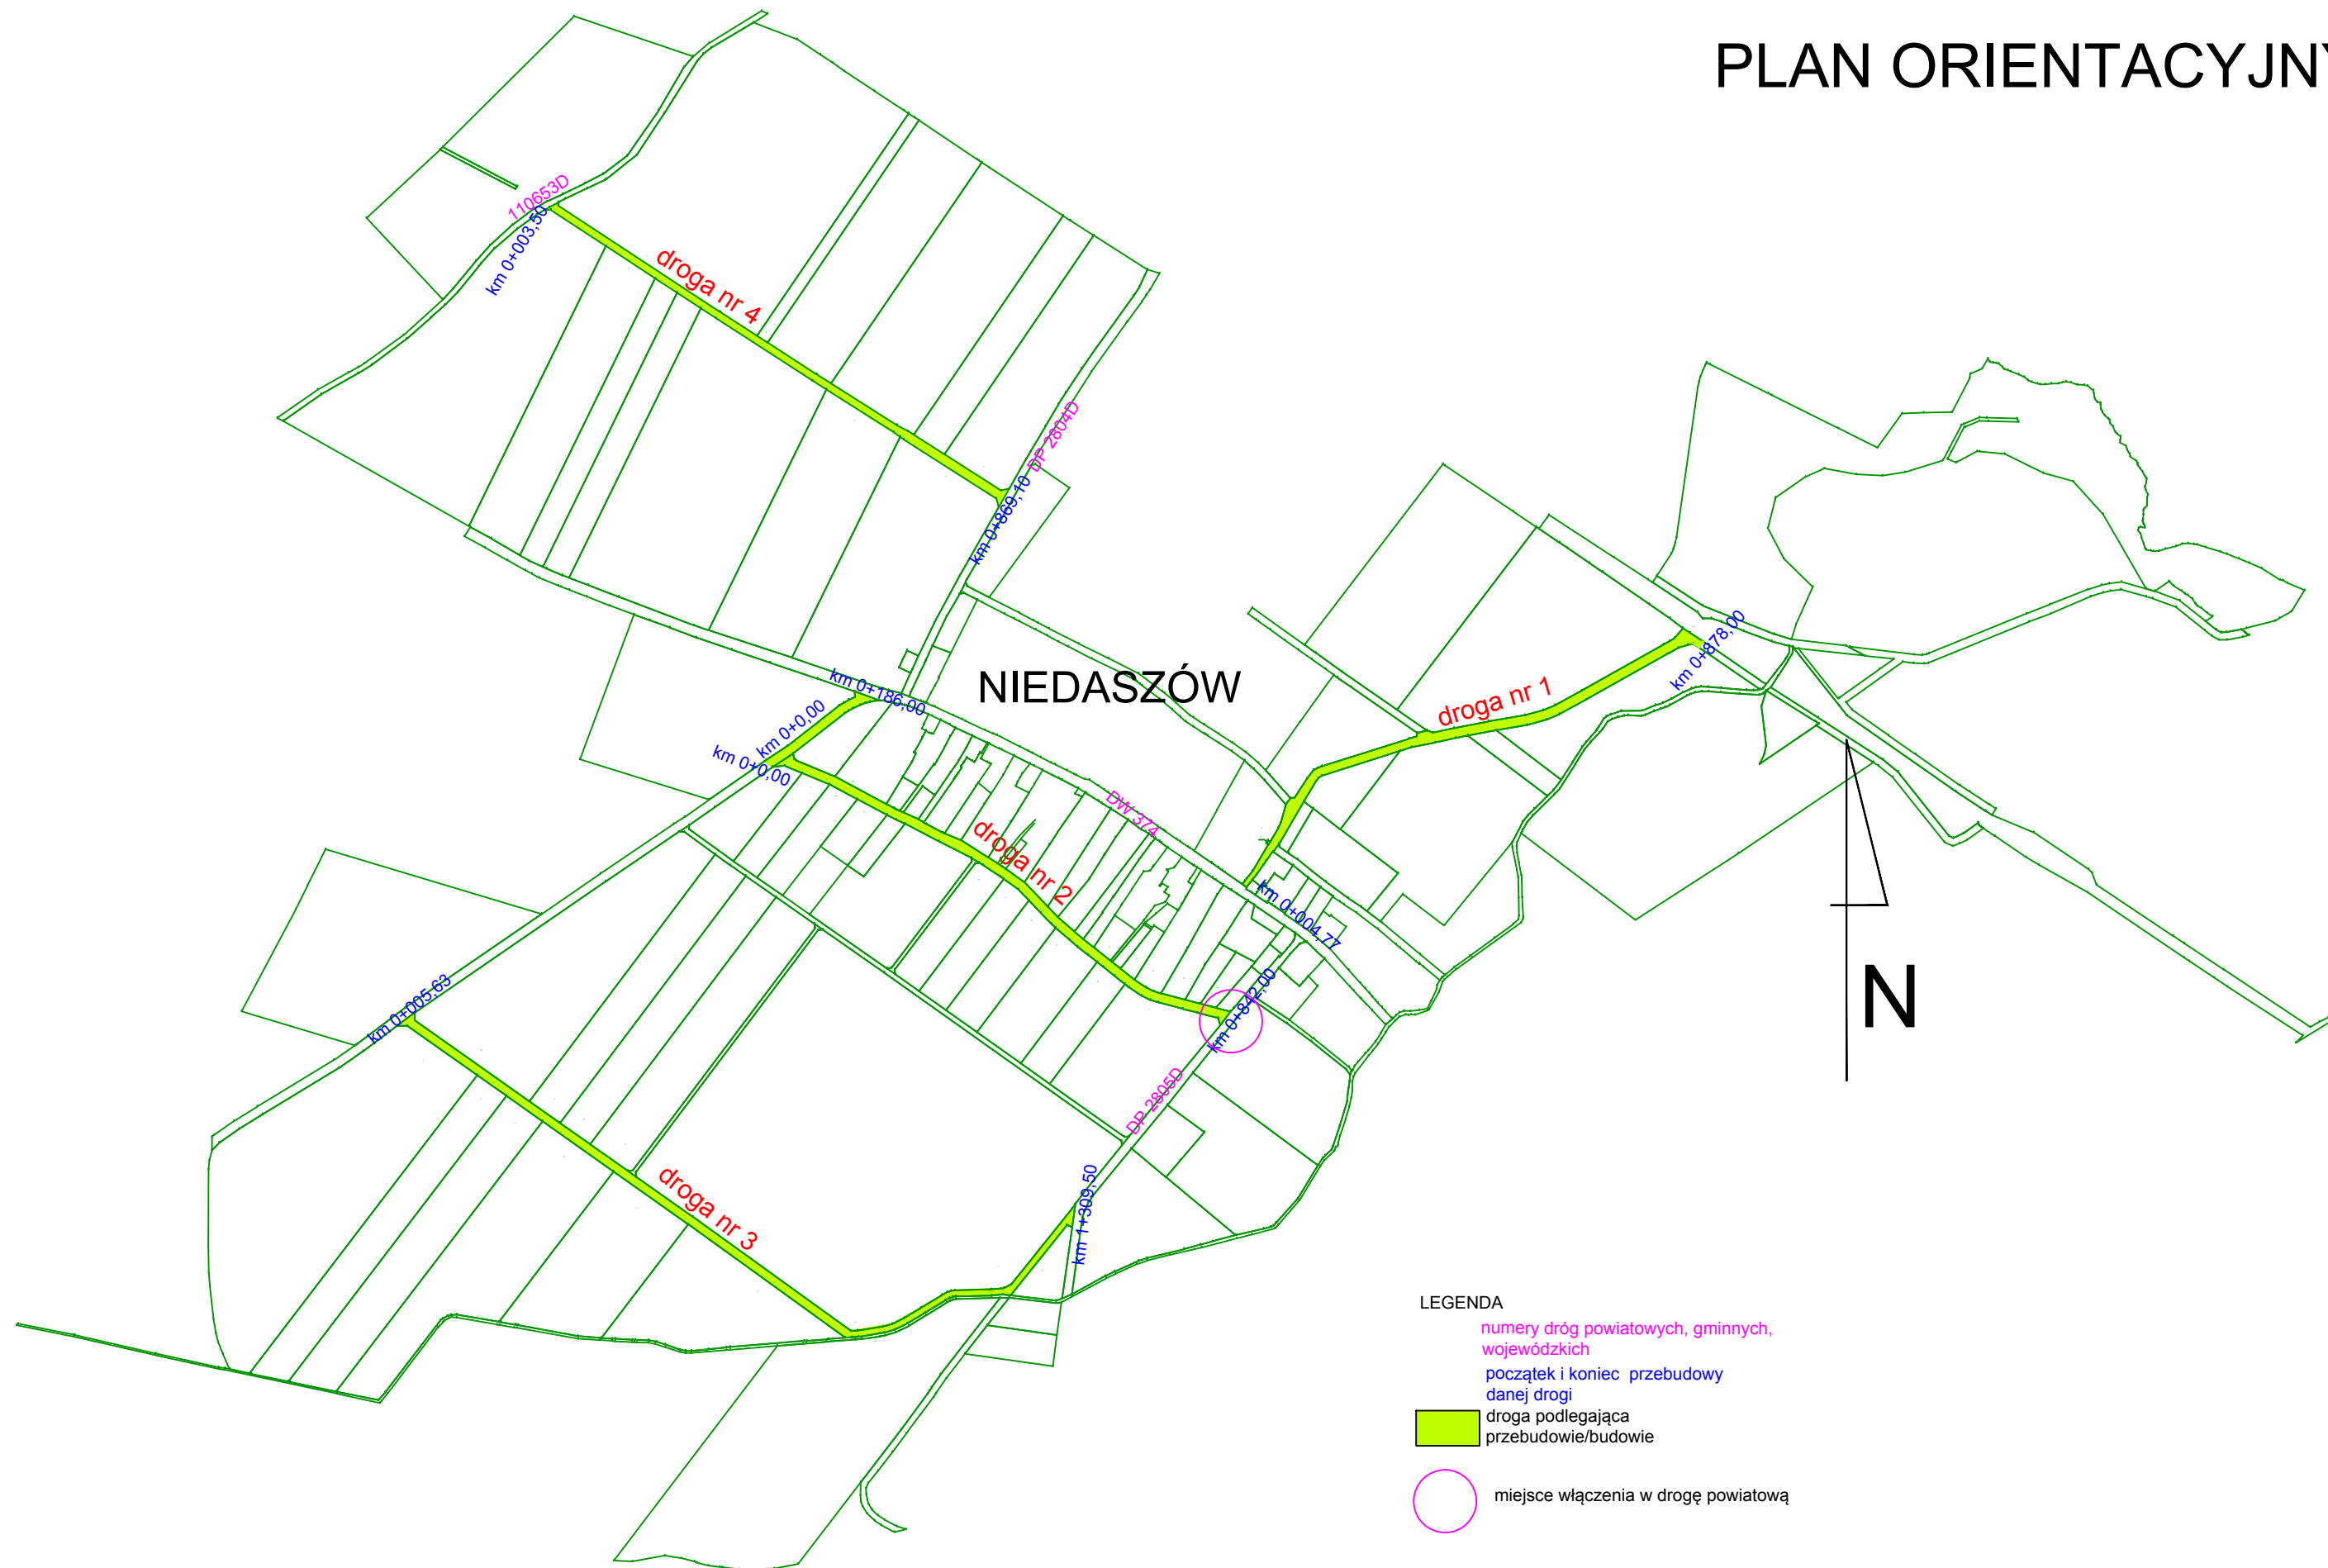 PLAN ORIENTACYJNY
110653D
km 0+003,50
droga nr 4
DP 2804D
km 0+869,10
NIEDASZÓW
km 0+186,00
km 0+0,00
km 0+0,00
droga nr 1
km 0+878,00
DW 374
droga nr 2
km 0+004,77
km 0+842,00
N
km 0+005,63
DP 2805D
km 1+309,50
droga nr 3
LEGENDA
numery dróg powiatowych, gminnych,
wojewódzkich
początek i koniec przebudowy
danej drogi
droga podlegająca
przebudowie/budowie
miejsce włączenia w drogę powiatową